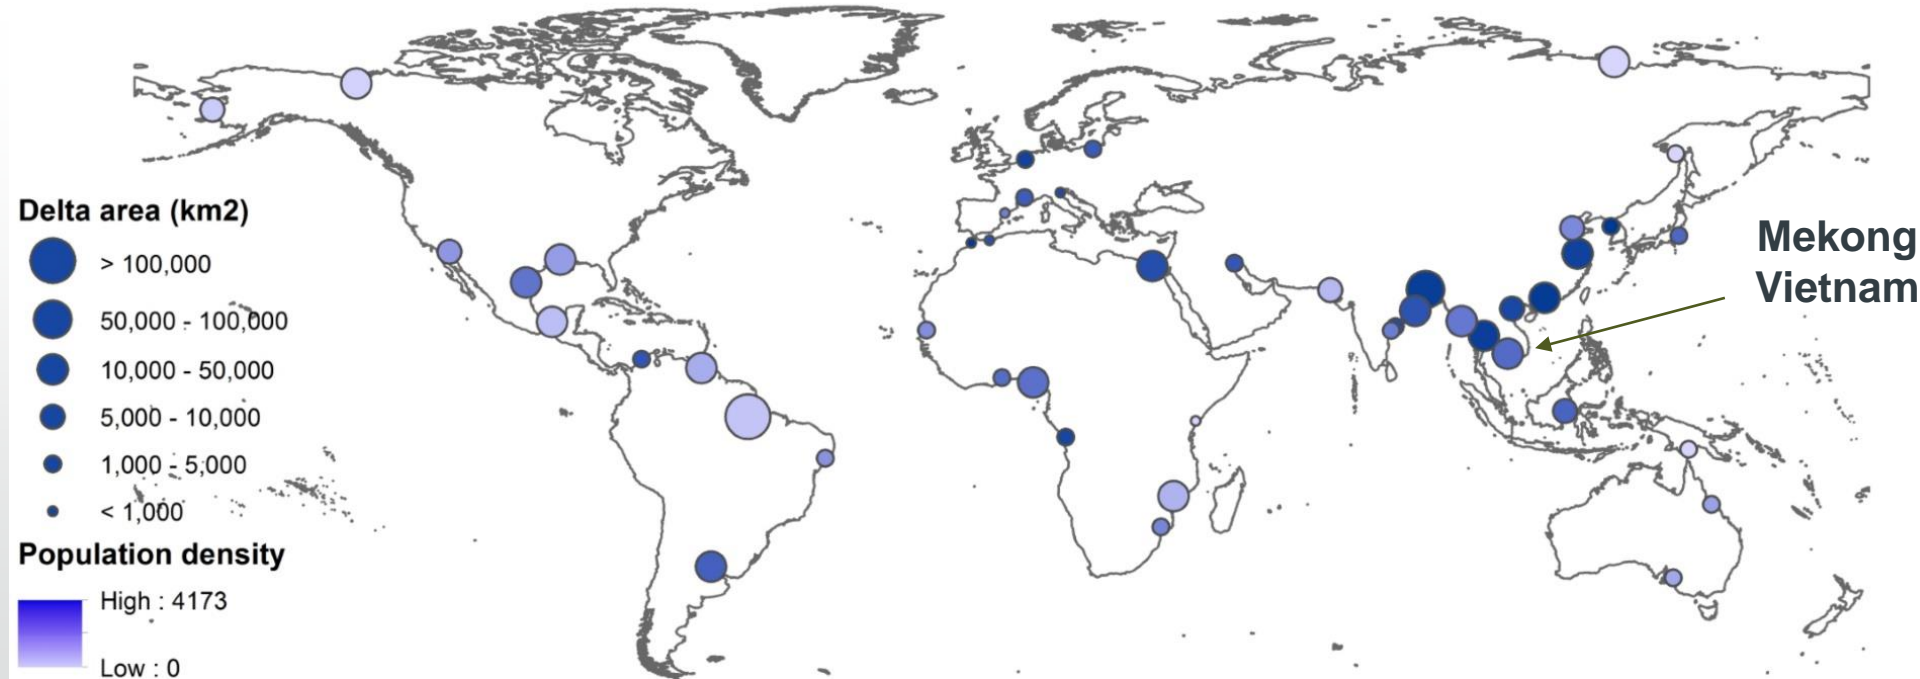 Delta area (km2)
> 100,000
50,000 - 100,000
10,000 - 50,000
5,000 - 10,000
1,000 - 5,000
< 1,000
Population density
High : 4173
Low : 0
Mekong
Vietnam